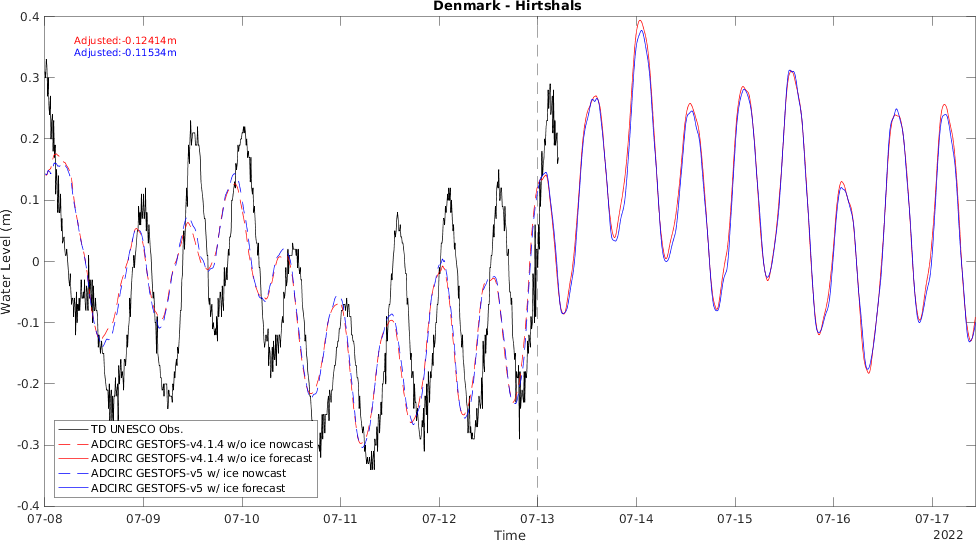 Denmark - Hirtshals
Adjusted:-0.12414m
Adjusted:-0.11534m
0.4
0.3
0.2
0.1
0
-0.1
-0.2
-0.3
-0.4
Water Level (m)
TD UNESCO Obs.
ADCIRC GESTOFS-v4.1.4 w/o ice nowcast
ADCIRC GESTOFS-v4.1.4 w/o ice forecast
ADCIRC GESTOFS-v5 w/ ice nowcast
ADCIRC GESTOFS-v5 w/ ice forecast
07-08 07-09 07-10 07-11 07-12 07-13 07-14 07-15 07-16 07-17
Time
2022